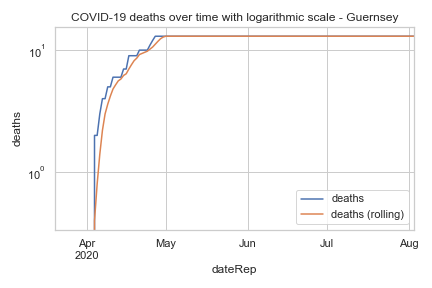 COVID-19 deaths over time with logarithmic scale - Guernsey
10¹
10⁰
deaths
deaths
deaths (rolling)
Apr
2020
May
Jun
Jul
Aug
dateRep